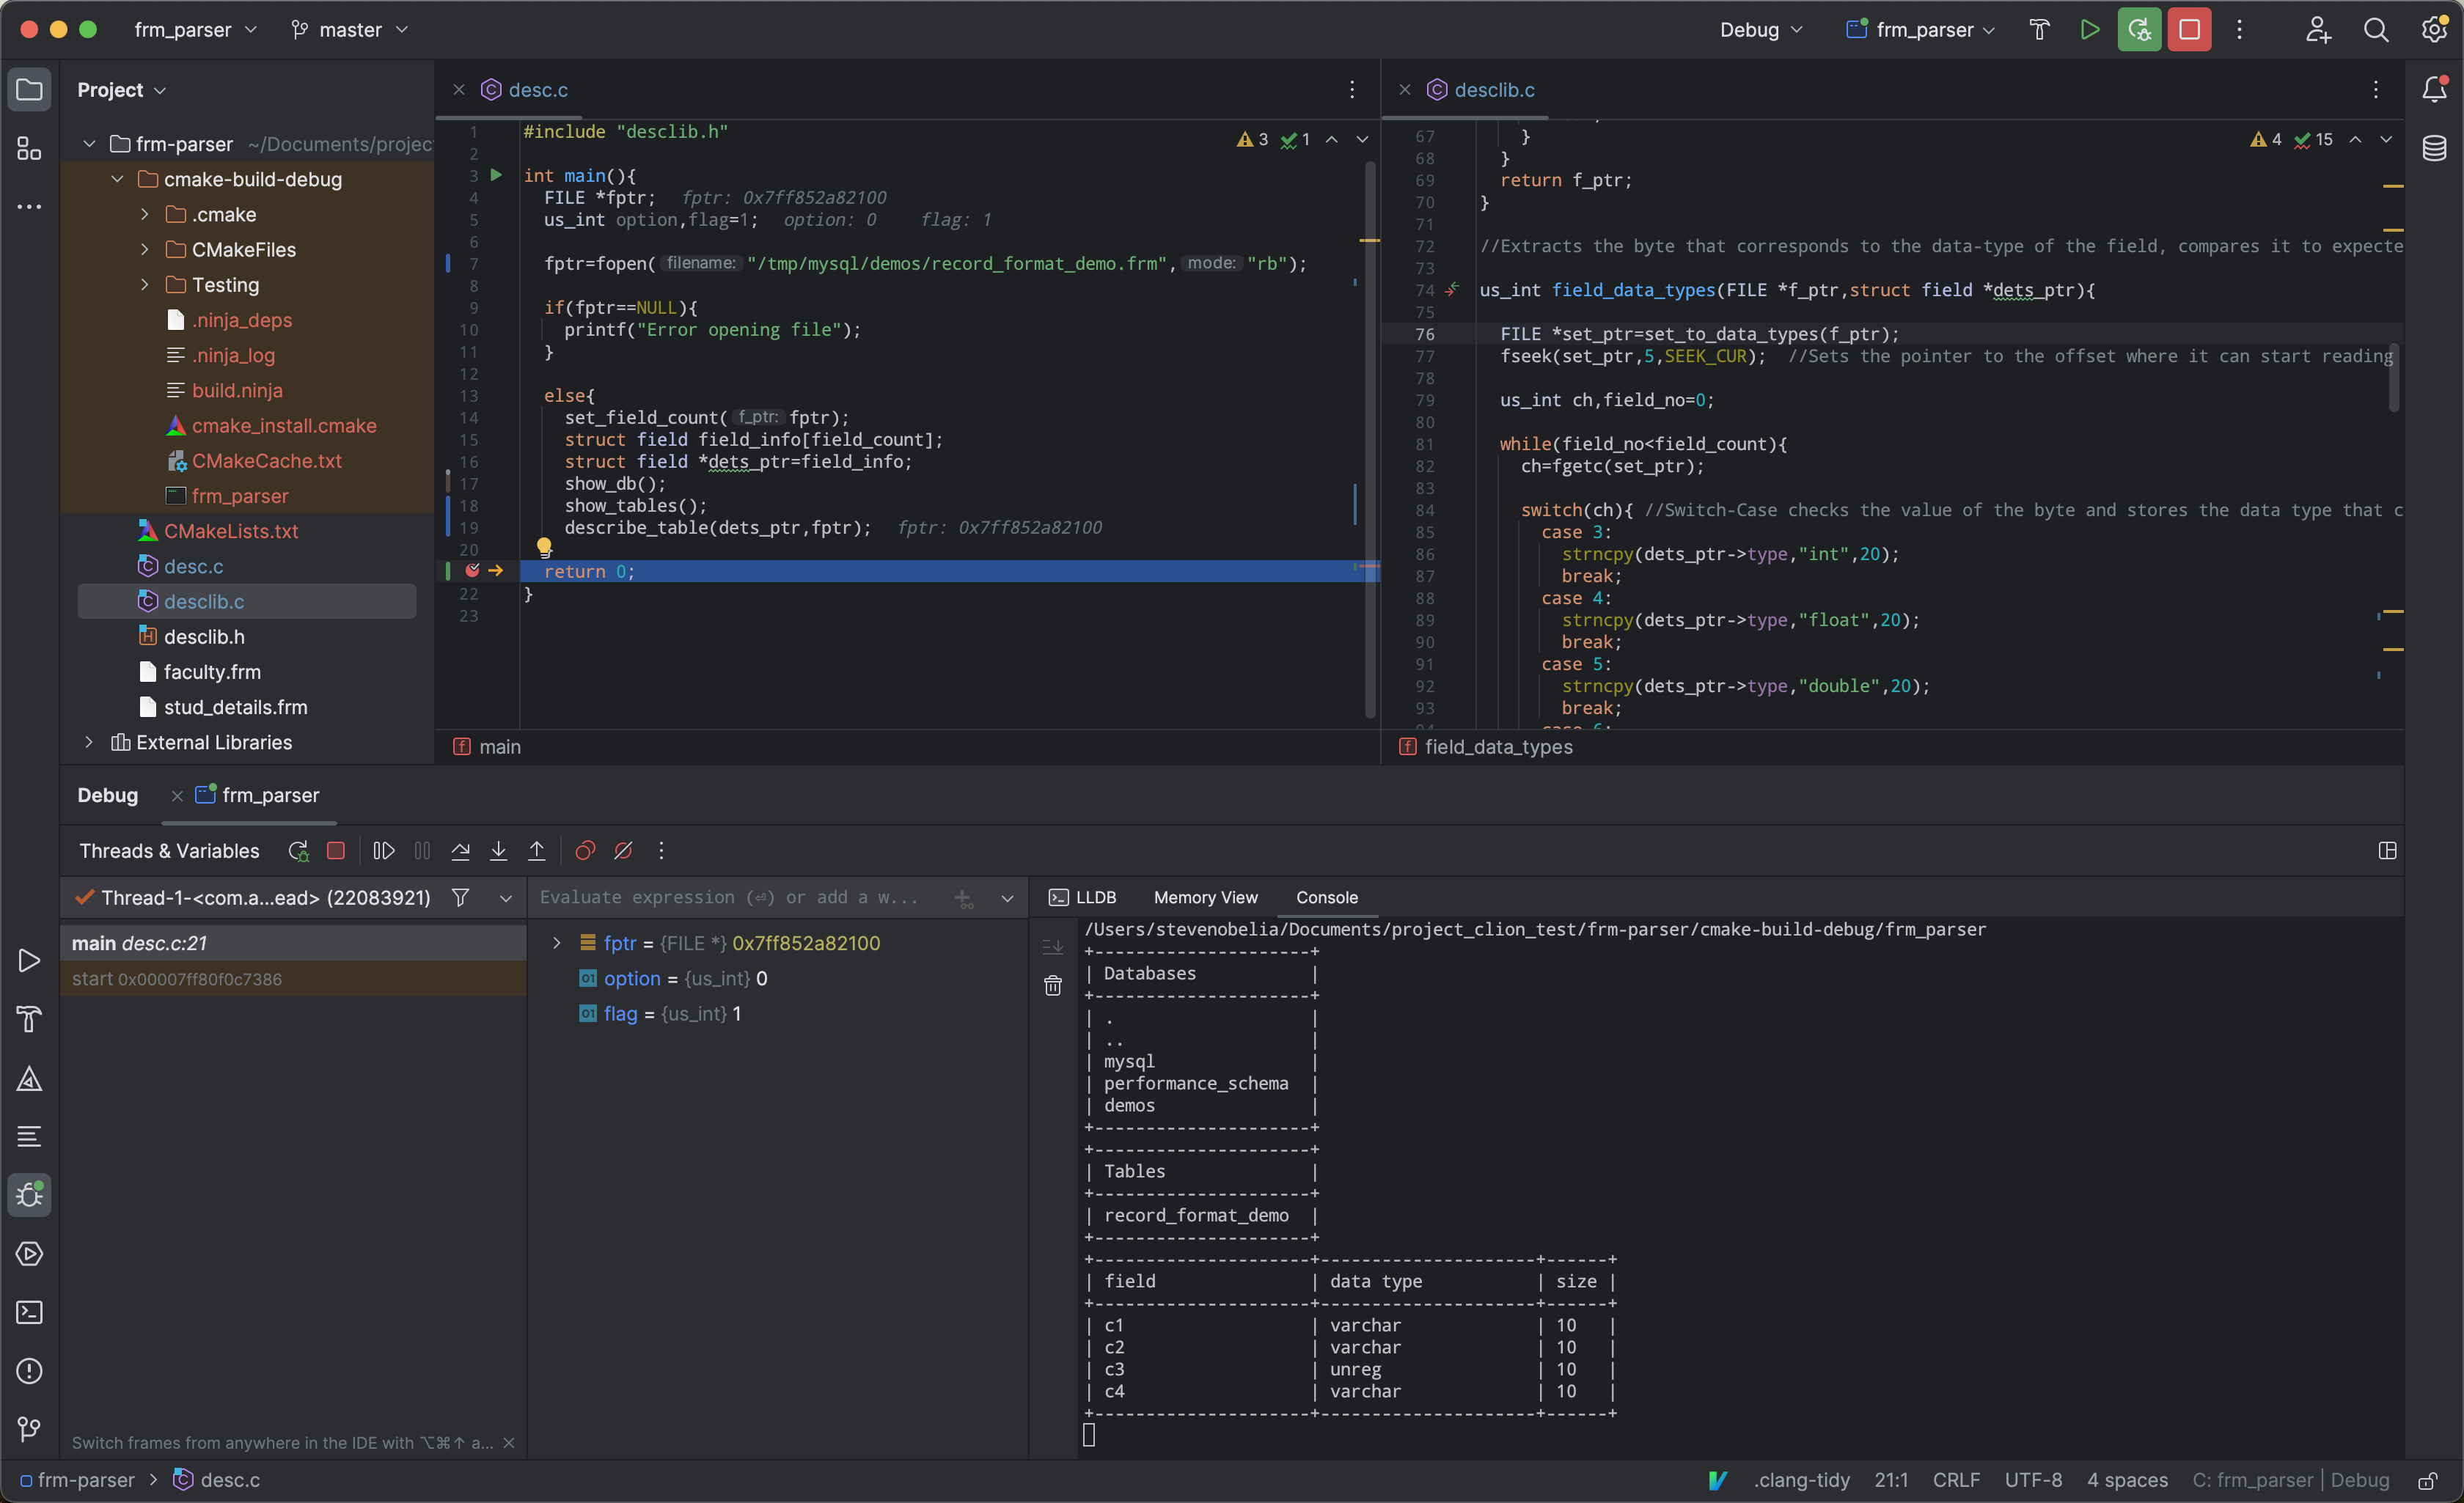 frm_parser master Debug frm_parser
Project
frm-parser ~/Documents/projec
cmake-build-debug
.cmake
CMakeFiles
Testing
.ninja_deps
.ninja_log
build.ninja
cmake_install.cmake
CMakeCache.txt
frm_parser
CMakeLists.txt
desc.c
desclib.c
desclib.h
faculty.frm
stud_details.frm
External Libraries
desc.c
3 1
1 #include "desclib.h"
2
3 int main(){
4 FILE *fptr; fptr: 0x7ff852a82100
5 us_int option,flag=1; option: 0 flag: 1
6
7 fptr=fopen( filename: "/tmp/mysql/demos/record_format_demo.frm", mode: "rb");
8
9 if(fptr==NULL){
10 printf("Error opening file");
11 }
12
13 else{
14 set_field_count( f_ptr: fptr);
15 struct field field_info[field_count];
16 struct field *dets_ptr=field_info;
17 show_db();
18 show_tables();
19 describe_table(dets_ptr,fptr); fptr: 0x7ff852a82100
20
return 0;
22 }
23
main
desclib.c
4 15
67 }
68 }
69 return f_ptr;
70 }
71
72 //Extracts the byte that corresponds to the data-type of the field, compares it to expecte
73
74 us_int field_data_types(FILE *f_ptr,struct field *dets_ptr){
75
76 FILE *set_ptr=set_to_data_types(f_ptr);
77 fseek(set_ptr,5,SEEK_CUR); //Sets the pointer to the offset where it can start reading
78
79 us_int ch,field_no=0;
80
81 while(field_no<field_count){
82 ch=fgetc(set_ptr);
83
84 switch(ch){ //Switch-Case checks the value of the byte and stores the data type that c
85 case 3:
86 strncpy(dets_ptr->type,"int",20);
87 break;
88 case 4:
89 strncpy(dets_ptr->type,"float",20);
90 break;
91 case 5:
92 strncpy(dets_ptr->type,"double",20);
93 break;
94 case 6:
field_data_types
Debug frm_parser
Threads & Variables
Thread-1-<com.a...ead> (22083921)
main desc.c:21
start 0x00007ff80f0c7386
Switch frames from anywhere in the IDE with ⌥⌘↑ a...
Evaluate expression (⏎) or add a w...
fptr = {FILE *} 0x7ff852a82100
option = {us_int} 0
flag = {us_int} 1
LLDB Memory View Console
/Users/stevenobelia/Documents/project_clion_test/frm-parser/cmake-build-debug/frm_parser
+----------------------+
| Databases |
+----------------------+
| . |
| .. |
| mysql |
| performance_schema |
| demos |
+----------------------+
+----------------------+
| Tables |
+----------------------+
| record_format_demo |
+----------------------+
+----------------------+----------------------+------+
| field | data type | size |
+----------------------+----------------------+------+
| c1 | varchar | 10 |
| c2 | varchar | 10 |
| c3 | unreg | 10 |
| c4 | varchar | 10 |
+----------------------+----------------------+------+
frm-parser > desc.c .clang-tidy 21:1 CRLF UTF-8 4 spaces C: frm_parser | Debug